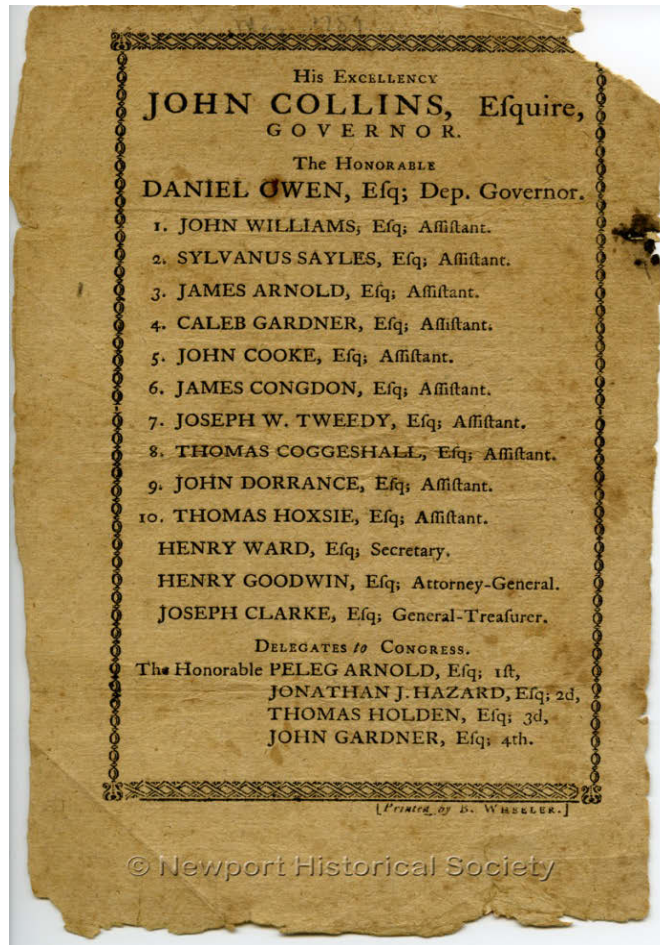 His Excellency
JOHN COLLINS, Eſquire,
GOVERNOR.
The Honorable
DANIEL OWEN, Eſq; Dep. Governor.
1. JOHN WILLIAMS, Eſq; Aſſiſtant.
2. SYLVANUS SAYLES, Eſq; Aſſiſtant.
3. JAMES ARNOLD, Eſq; Aſſiſtant.
4. CALEB GARDNER, Eſq; Aſſiſtant.
5. JOHN COOKE, Eſq; Aſſiſtant.
6. JAMES CONGDON, Eſq; Aſſiſtant.
7. JOSEPH W. TWEEDY, Eſq; Aſſiſtant.
8. THOMAS COGGESHALL, Eſq; Aſſiſtant.
9. JOHN DORRANCE, Eſq; Aſſiſtant.
10. THOMAS HOXSIE, Eſq; Aſſiſtant.
HENRY WARD, Eſq; Secretary.
HENRY GOODWIN, Eſq; Attorney-General.
JOSEPH CLARKE, Eſq; General-Treaſurer.
Delegates to Congress.
The Honorable PELEG ARNOLD, Eſq; 1ſt,
JONATHAN J. HAZARD, Eſq; 2d,
THOMAS HOLDEN, Eſq; 3d,
JOHN GARDNER, Eſq; 4th.
[Printed by B. Wheeler.]
© Newport Historical Society